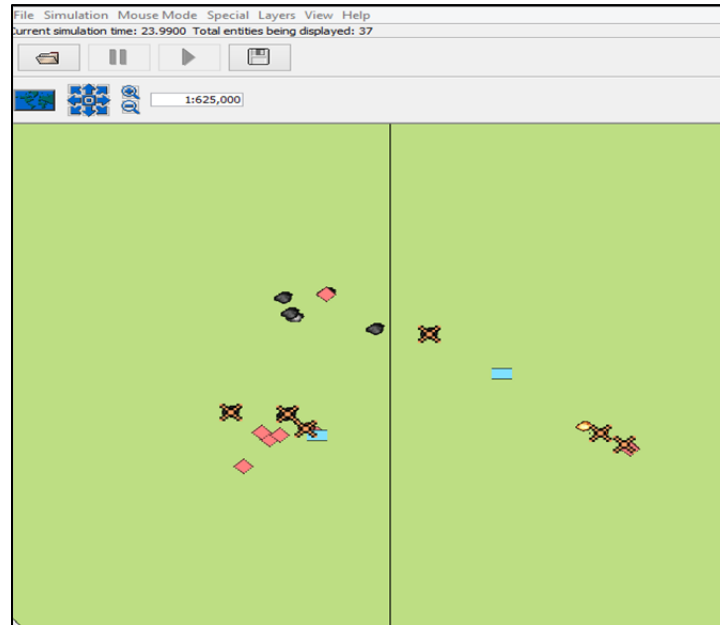 File Simulation Mouse Mode Special Layers View Help
Current simulation time: 23.9900 Total entities being displayed: 37
1:625,000